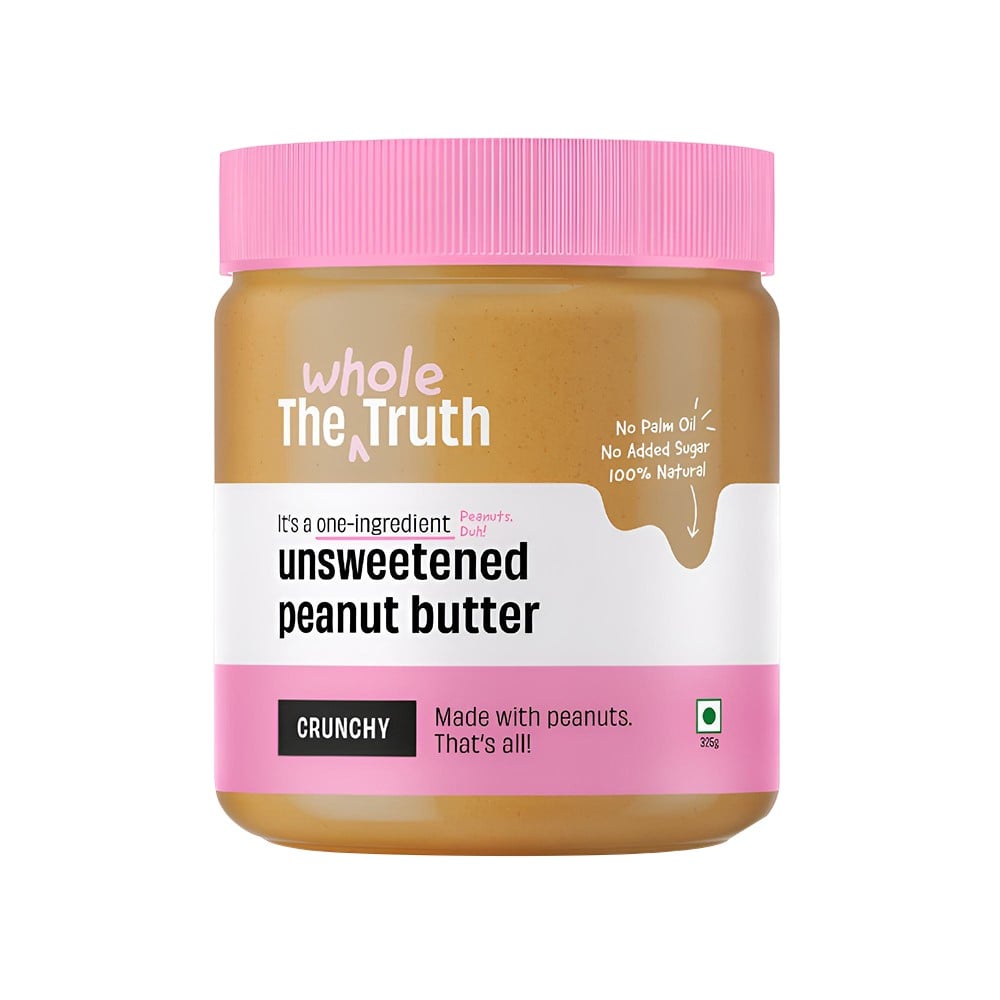 whole
The Truth
No Palm Oil
No Added Sugar
100% Natural
It's a one-ingredient
Peanuts.
Duh!
unsweetened
peanut butter
CRUNCHY
Made with peanuts.
That's all!
325g